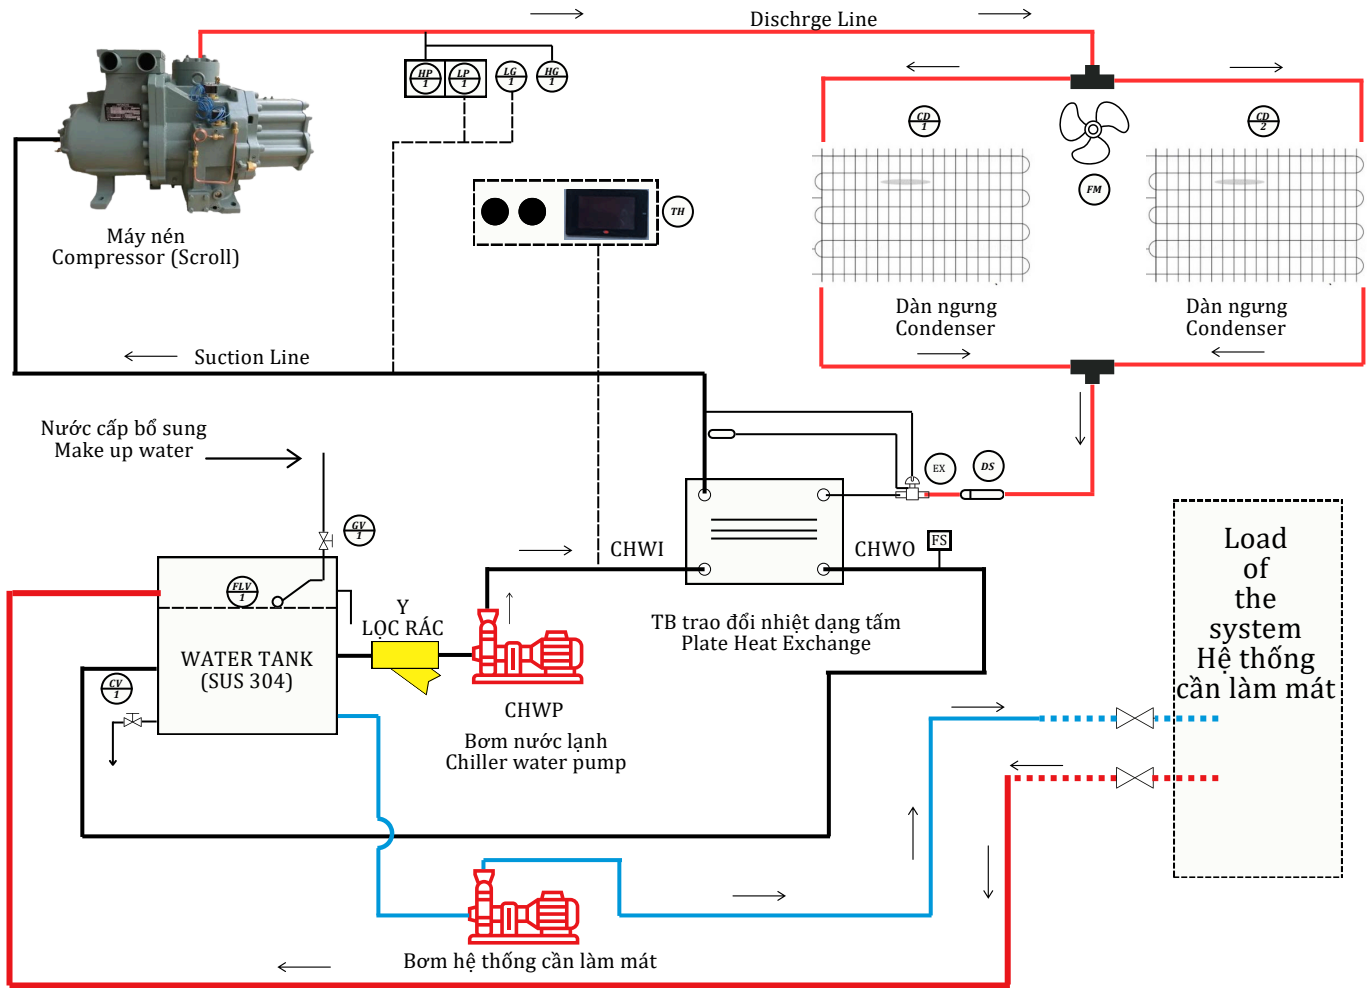 Dischrge Line
HP
1
LP
1
LG
1
HG
1
CD
1
CD
2
FM
TH
Máy nén
Compressor (Scroll)
Dàn ngưng
Condenser
Dàn ngưng
Condenser
Suction Line
Nước cấp bổ sung
Make up water
EX
DS
GV
1
CHWI
CHWO
FS
Load
of
the
system
Hệ thống
cần làm mát
FLV
1
Y
LỌC RÁC
TB trao đổi nhiệt dạng tấm
Plate Heat Exchange
WATER TANK
(SUS 304)
CV
1
CHWP
Bơm nước lạnh
Chiller water pump
Bơm hệ thống cần làm mát